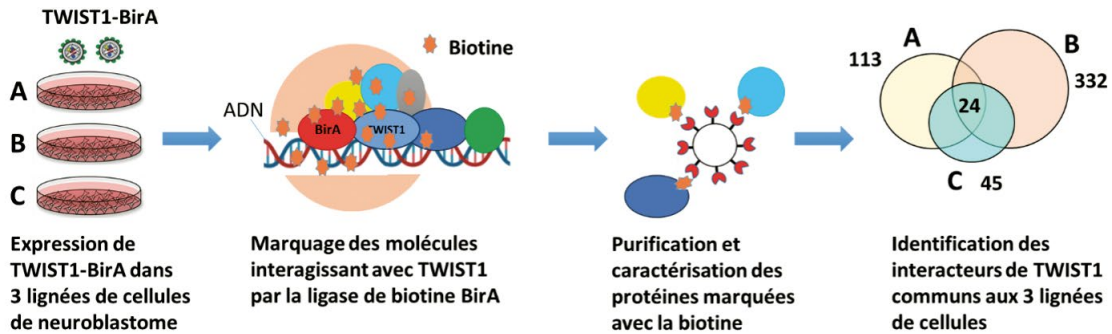 TWIST1-BirA
A
B
C
Expression de
TWIST1-BirA dans
3 lignées de cellules
de neuroblastome
Biotine
ADN
BirA
TWIST1
Marquage des molécules
interagissant avec TWIST1
par la ligase de biotine BirA
Purification et
caractérisation des
protéines marquées
avec la biotine
A
B
113
332
24
C
45
Identification des
interacteurs de TWIST1
communs aux 3 lignées
de cellules